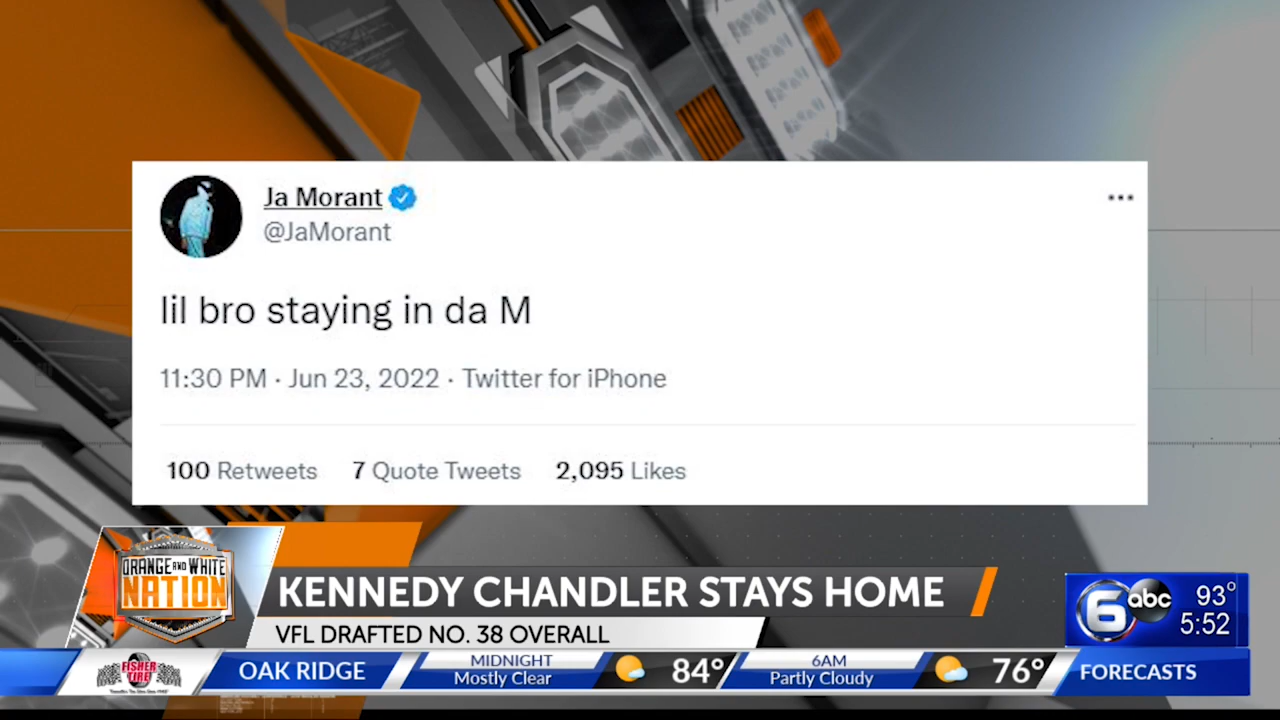 Ja Morant
@JaMorant
lil bro staying in da M
11:30 PM · Jun 23, 2022 · Twitter for iPhone
100 Retweets 7 Quote Tweets 2,095 Likes
ORANGE AND WHITE
NATION
KENNEDY CHANDLER STAYS HOME
VFL DRAFTED NO. 38 OVERALL
6 abc 93°
5:52
FISHER
TIRE
OAK RIDGE
MIDNIGHT
Mostly Clear
84°
6AM
Partly Cloudy
76°
FORECASTS